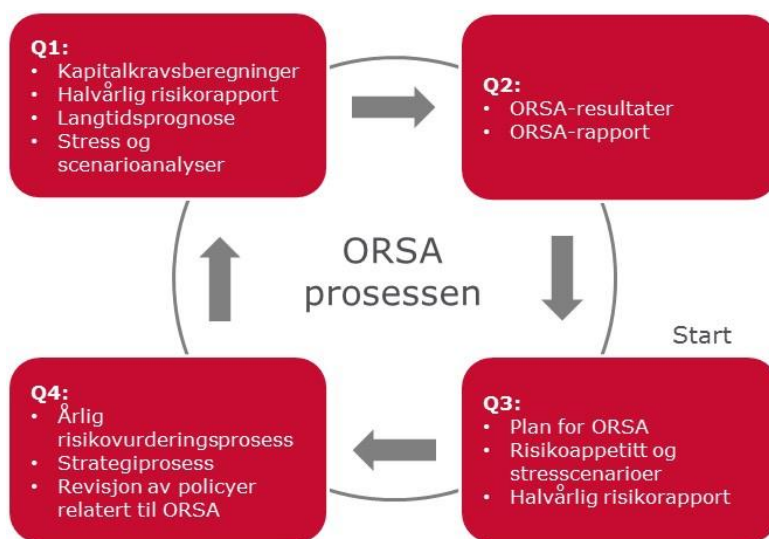 Q1:
• Kapitalkravsberegninger
• Halvårlig risikorapport
• Langtidsprognose
• Stress og
scenarioanalyser
Q2:
• ORSA-resultater
• ORSA-rapport
ORSA
prosessen
Start
Q4:
• Årlig
risikovurderingsprosess
• Strategiprosess
• Revisjon av policyer
relatert til ORSA
Q3:
• Plan for ORSA
• Risikoappetitt og
stresscenarioer
• Halvårlig risikorapport